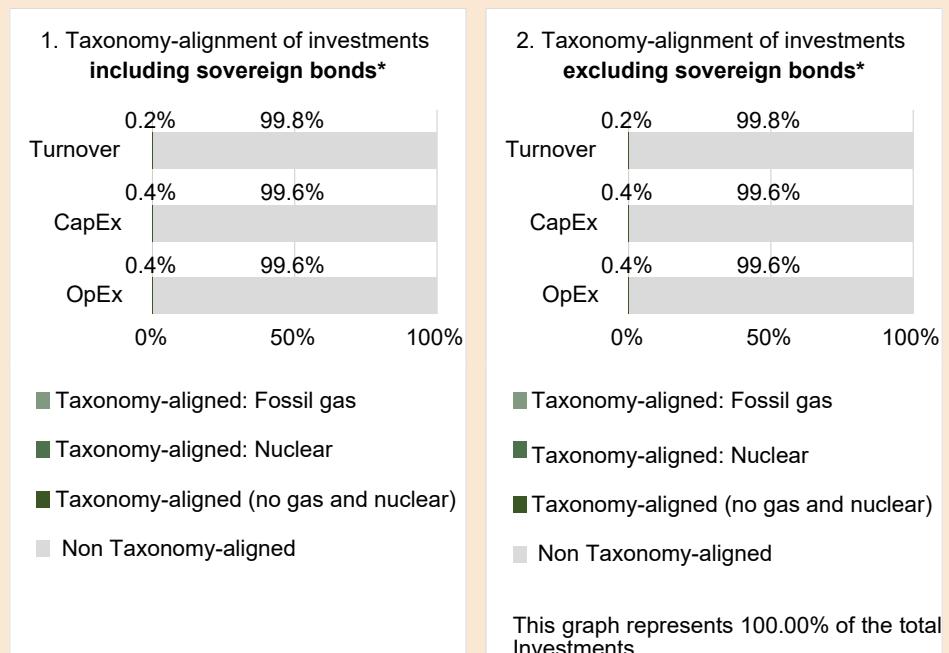 1. Taxonomy-alignment of investments
including sovereign bonds*
0.2% 99.8%
Turnover
0.4% 99.6%
CapEx
0.4% 99.6%
OpEx
0% 50% 100%
Taxonomy-aligned: Fossil gas
Taxonomy-aligned: Nuclear
Taxonomy-aligned (no gas and nuclear)
Non Taxonomy-aligned
2. Taxonomy-alignment of investments
excluding sovereign bonds*
0.2% 99.8%
Turnover
0.4% 99.6%
CapEx
0.4% 99.6%
OpEx
0% 50% 100%
Taxonomy-aligned: Fossil gas
Taxonomy-aligned: Nuclear
Taxonomy-aligned (no gas and nuclear)
Non Taxonomy-aligned
This graph represents 100.00% of the total
Investments